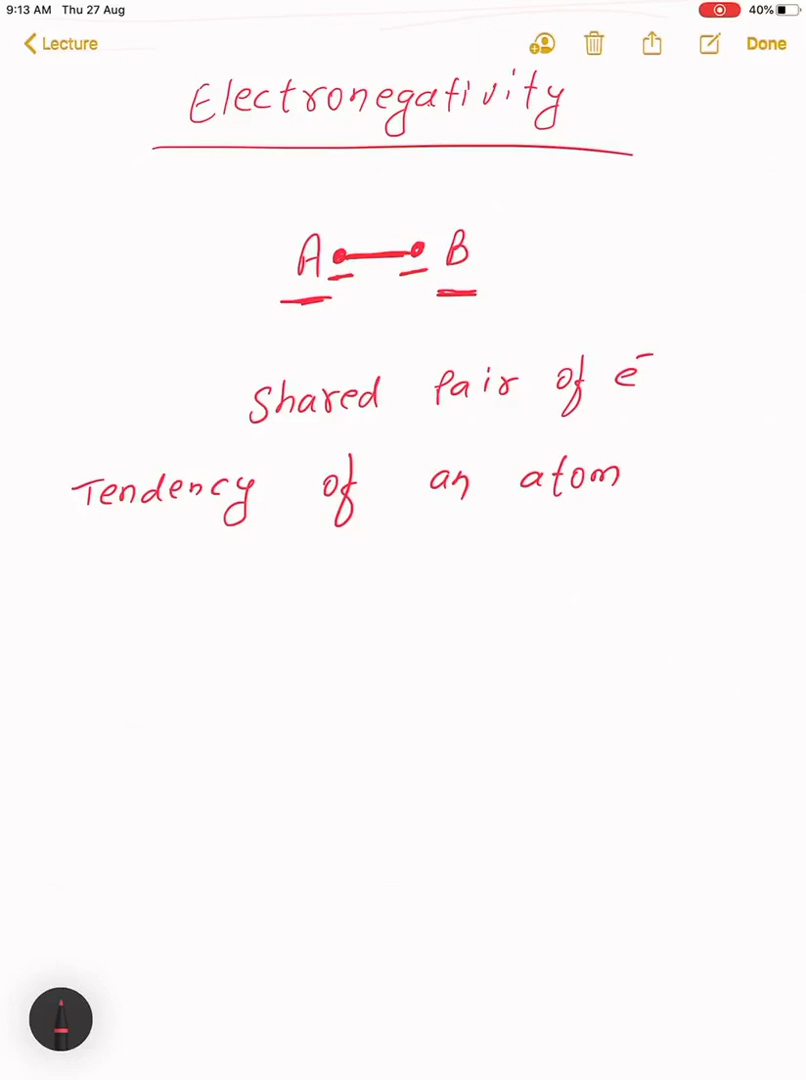 9:13 AM Thu 27 Aug 40%
Lecture Done
Electronegativity
A B
Shared Pair of e⁻
Tendency of an atom